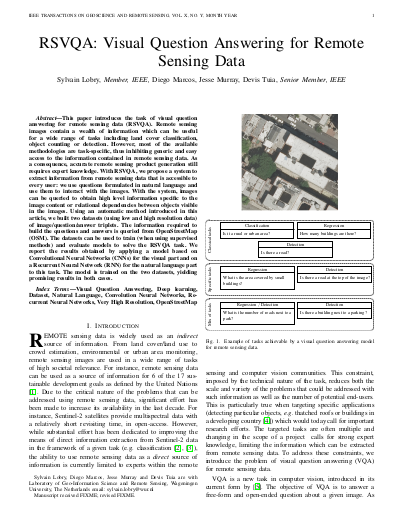 IEEE TRANSACTIONS ON GEOSCIENCE AND REMOTE SENSING. VOL. X, NO. Y, MONTH YEAR 1
RSVQA: Visual Question Answering for Remote
Sensing Data
Sylvain Lobry, Member, IEEE, Diego Marcos, Jesse Murray, Devis Tuia, Senior Member, IEEE
Abstract—This paper introduces the task of visual question
answering for remote sensing data (RSVQA). Remote sensing
images contain a wealth of information which can be useful
for a wide range of tasks including land cover classification,
object counting or detection. However, most of the available
methodologies are task-specific, thus inhibiting generic and easy
access to the information contained in remote sensing data. As
a consequence, accurate remote sensing product generation still
requires expert knowledge. With RSVQA, we propose a system to
extract information from remote sensing data that is accessible to
every user: we use questions formulated in natural language and
use them to interact with the images. With the system, images
can be queried to obtain high level information specific to the
image content or relational dependencies between objects visible
in the images. Using an automatic method introduced in this
article, we built two datasets (using low and high resolution data)
of image/question/answer triplets. The information required to
build the questions and answers is queried from OpenStreetMap
(OSM). The datasets can be used to train (when using supervised
methods) and evaluate models to solve the RSVQA task. We
report the results obtained by applying a model based on
Convolutional Neural Networks (CNNs) for the visual part and on
a Recurrent Neural Network (RNN) for the natural language part
to this task. The model is trained on the two datasets, yielding
promising results in both cases.
Index Terms—Visual Question Answering, Deep learning,
Dataset, Natural Language, Convolution Neural Networks, Re-
current Neural Networks, Very High Resolution, OpenStreetMap
I. INTRODUCTION
REMOTE sensing data is widely used as an indirect
source of information. From land cover/land use to
crowd estimation, environmental or urban area monitoring,
remote sensing images are used in a wide range of tasks
of high societal relevance. For instance, remote sensing data
can be used as a source of information for 6 of the 17 sus-
tainable development goals as defined by the United Nations
[1]. Due to the critical nature of the problems that can be
addressed using remote sensing data, significant effort has
been made to increase its availability in the last decade. For
instance, Sentinel-2 satellites provide multispectral data with
a relatively short revisiting time, in open-access. However,
while substantial effort has been dedicated to improving the
means of direct information extraction from Sentinel-2 data
in the framework of a given task (e.g. classification [2], [3]),
the ability to use remote sensing data as a direct source of
information is currently limited to experts within the remote
Sylvain Lobry, Diego Marcos, Jesse Murray and Devis Tuia are with
Laboratory of Geo-Information Science and Remote Sensing, Wageningen
University, The Netherlands email: sylvain.lobry@wur.nl.
Manuscript received FIXME; revised FIXME.
Classification Regression
Is it a rural or urban area? How many buildings are there?
Detection
Is there a road?
Regression Detection
What is the area covered by small
buildings? Is there a road at the top of the image?
Regression / Detection Detection
What is the number of roads next to a
park? Is there a building next to a parking?
Fig. 1. Example of tasks achievable by a visual question answering model
for remote sensing data.
sensing and computer vision communities. This constraint,
imposed by the technical nature of the task, reduces both the
scale and variety of the problems that could be addressed with
such information as well as the number of potential end-users.
This is particularly true when targeting specific applications
(detecting particular objects, e.g. thatched roofs or buildings in
a developing country [4]) which would today call for important
research efforts. The targeted tasks are often multiple and
changing in the scope of a project calls for strong expert
knowledge, limiting the information which can be extracted
from remote sensing data. To address these constraints, we
introduce the problem of visual question answering (VQA)
for remote sensing data.
VQA is a new task in computer vision, introduced in its
current form by [5]. The objective of VQA is to answer a
free-form and open-ended question about a given image. As